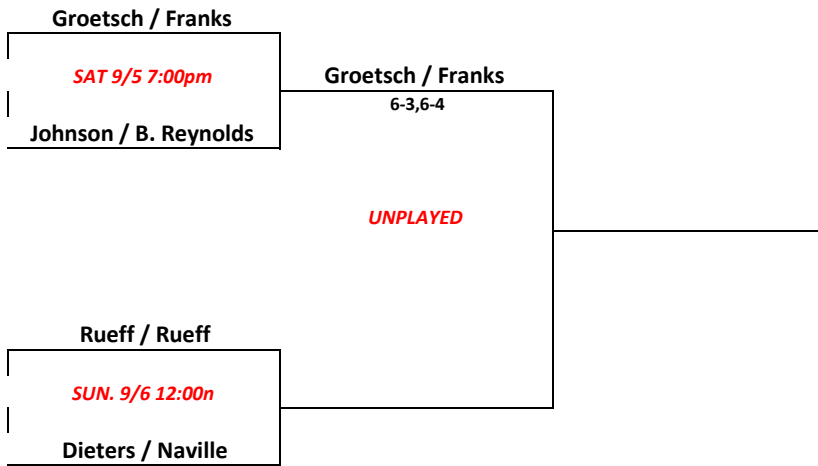 Groetsch / Franks
SAT 9/5 7:00pm
Groetsch / Franks
6-3,6-4
Johnson / B. Reynolds
UNPLAYED
Rueff / Rueff
SUN. 9/6 12:00n
Dieters / Naville